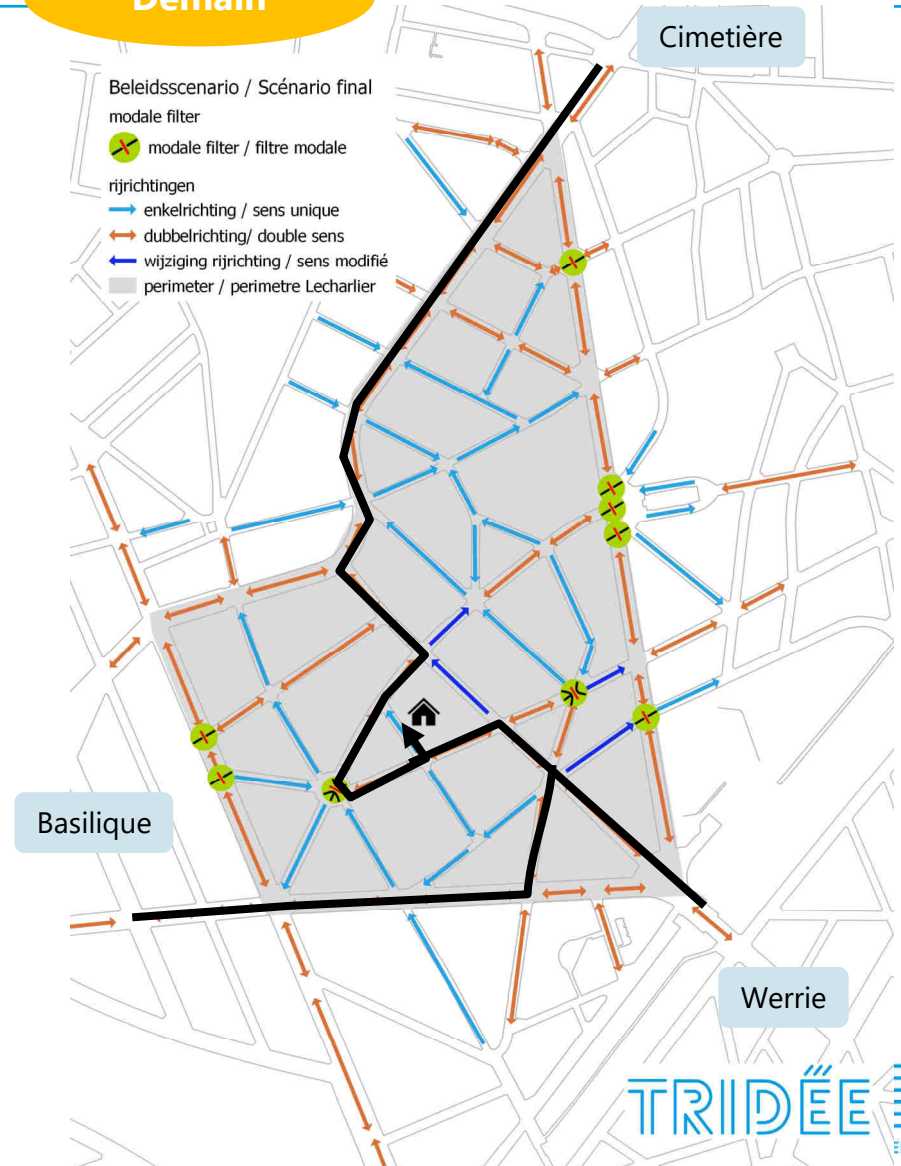 Demain
Cimetière
Beleidsscenario / Scénario final
modale filter
modale filter / filtre modale
rijrichtingen
enkelrichting / sens unique
dubbelrichting/ double sens
wijziging rijrichting / sens modifié
perimeter / perimetre Lecharlier
Basilique
Werrie
TRIDËE